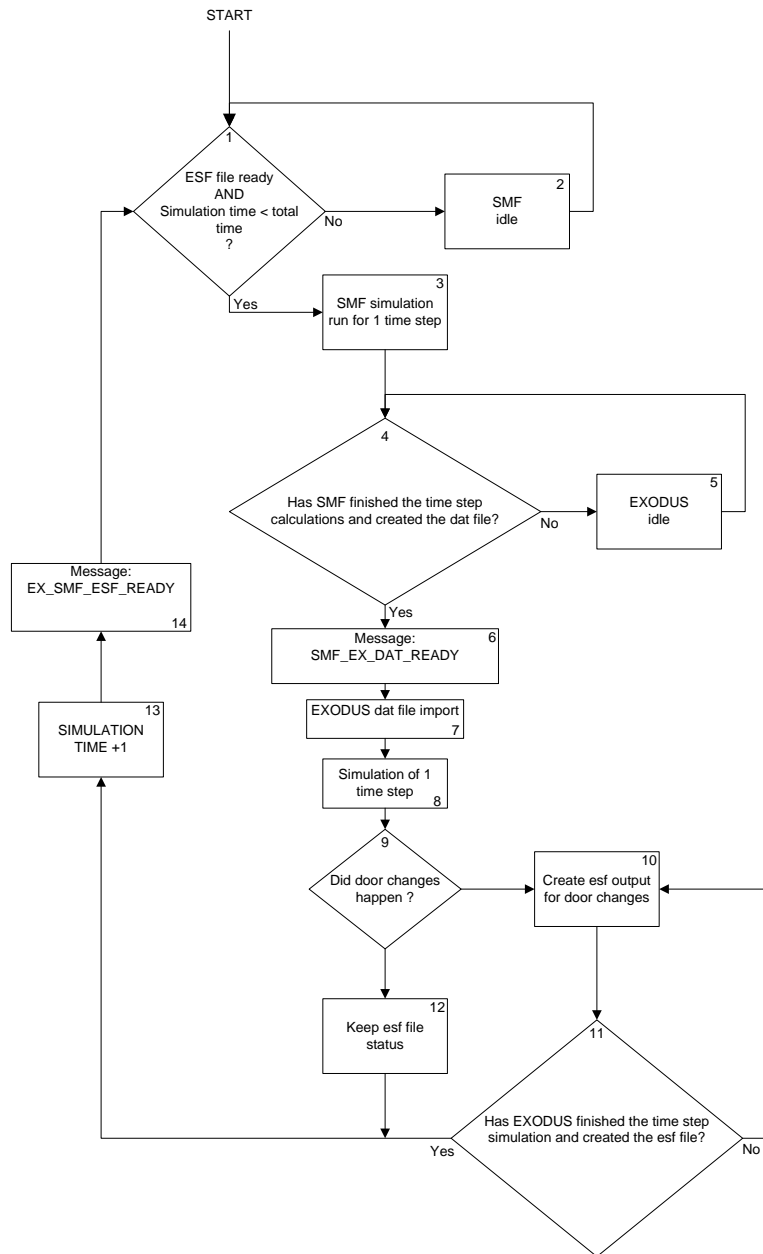 START
1
ESF file ready
AND
Simulation time < total
time
?
No
2
SMF
idle
Yes
3
SMF simulation
run for 1 time step
4
Has SMF finished the time step
calculations and created the dat file?
No
5
EXODUS
idle
Yes
6
Message:
SMF_EX_DAT_READY
7
EXODUS dat file import
8
Simulation of 1
time step
9
Did door changes
happen ?
10
Create esf output
for door changes
11
Has EXODUS finished the time step
simulation and created the esf file?
Yes
No
12
Keep esf file
status
13
SIMULATION
TIME +1
Message:
EX_SMF_ESF_READY
14